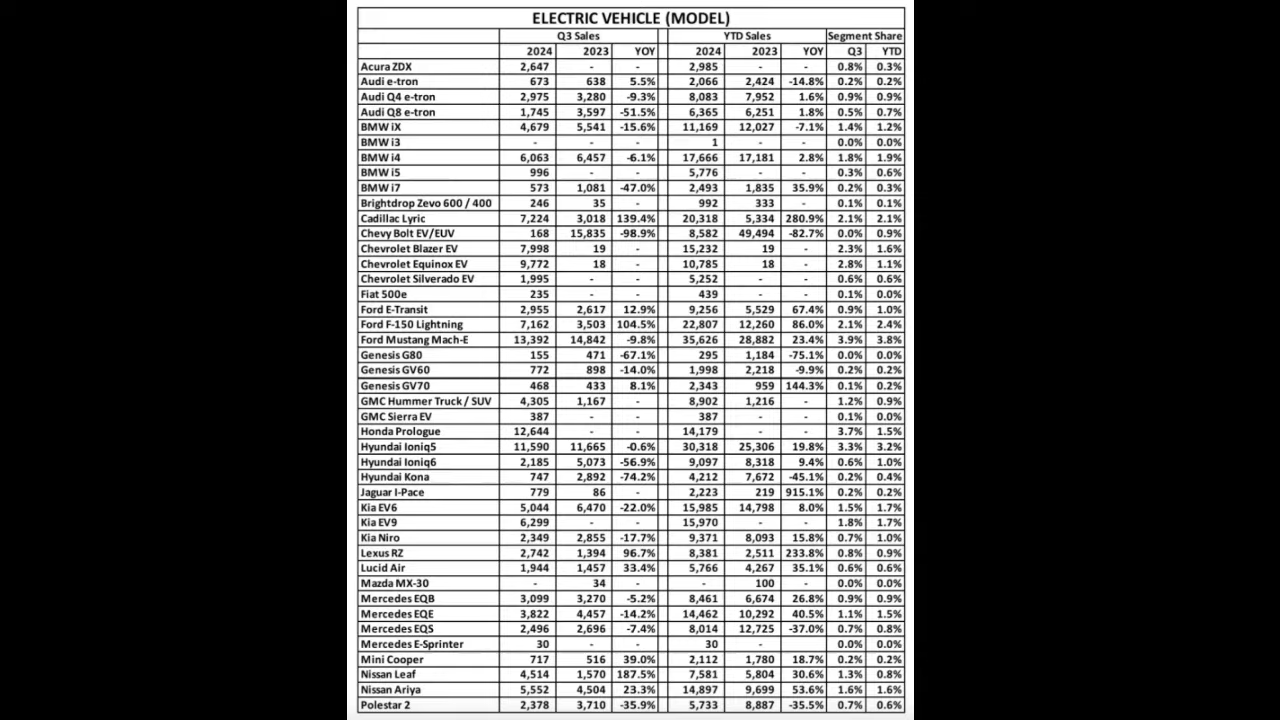 ELECTRIC VEHICLE (MODEL)
Q3 Sales YTD Sales Segment Share
2024 2023 YOY 2024 2023 YOY Q3 YTD
Acura ZDX 2,647 - - 2,985 - - 0.8% 0.3%
Audi e-tron 673 638 5.5% 2,066 2,424 -14.8% 0.2% 0.2%
Audi Q4 e-tron 2,975 3,280 -9.3% 8,083 7,952 1.6% 0.9% 0.9%
Audi Q8 e-tron 1,745 3,597 -51.5% 6,365 6,251 1.8% 0.5% 0.7%
BMW iX 4,679 5,541 -15.6% 11,169 12,027 -7.1% 1.4% 1.2%
BMW i3 - - - 1 - - 0.0% 0.0%
BMW i4 6,063 6,457 -6.1% 17,666 17,181 2.8% 1.8% 1.9%
BMW i5 996 - - 5,776 - - 0.3% 0.6%
BMW i7 573 1,081 -47.0% 2,493 1,835 35.9% 0.2% 0.3%
Brightdrop Zevo 600 / 400 246 35 - 992 333 - 0.1% 0.1%
Cadillac Lyric 7,224 3,018 139.4% 20,318 5,334 280.9% 2.1% 2.1%
Chevy Bolt EV/EUV 168 15,835 -98.9% 8,582 49,494 -82.7% 0.0% 0.9%
Chevrolet Blazer EV 7,998 19 - 15,232 19 - 2.3% 1.6%
Chevrolet Equinox EV 9,772 18 - 10,785 18 - 2.8% 1.1%
Chevrolet Silverado EV 1,995 - - 5,252 - - 0.6% 0.6%
Fiat 500e 235 - - 439 - - 0.1% 0.0%
Ford E-Transit 2,955 2,617 12.9% 9,256 5,529 67.4% 0.9% 1.0%
Ford F-150 Lightning 7,162 3,503 104.5% 22,807 12,260 86.0% 2.1% 2.4%
Ford Mustang Mach-E 13,392 14,842 -9.8% 35,626 28,882 23.4% 3.9% 3.8%
Genesis G80 155 471 -67.1% 295 1,184 -75.1% 0.0% 0.0%
Genesis GV60 772 898 -14.0% 1,998 2,218 -9.9% 0.2% 0.2%
Genesis GV70 468 433 8.1% 2,343 959 144.3% 0.1% 0.2%
GMC Hummer Truck / SUV 4,305 1,167 - 8,902 1,216 - 1.2% 0.9%
GMC Sierra EV 387 - - 387 - - 0.1% 0.0%
Honda Prologue 12,644 - - 14,179 - - 3.7% 1.5%
Hyundai Ioniq5 11,590 11,665 -0.6% 30,318 25,306 19.8% 3.3% 3.2%
Hyundai Ioniq6 2,185 5,073 -56.9% 9,097 8,318 9.4% 0.6% 1.0%
Hyundai Kona 747 2,892 -74.2% 4,212 7,672 -45.1% 0.2% 0.4%
Jaguar I-Pace 779 86 - 2,223 219 915.1% 0.2% 0.2%
Kia EV6 5,044 6,470 -22.0% 15,985 14,798 8.0% 1.5% 1.7%
Kia EV9 6,299 - - 15,970 - - 1.8% 1.7%
Kia Niro 2,349 2,855 -17.7% 9,371 8,093 15.8% 0.7% 1.0%
Lexus RZ 2,742 1,394 96.7% 8,381 2,511 233.8% 0.8% 0.9%
Lucid Air 1,944 1,457 33.4% 5,766 4,267 35.1% 0.6% 0.6%
Mazda MX-30 - 34 - - 100 - 0.0% 0.0%
Mercedes EQB 3,099 3,270 -5.2% 8,461 6,674 26.8% 0.9% 0.9%
Mercedes EQE 3,822 4,457 -14.2% 14,462 10,292 40.5% 1.1% 1.5%
Mercedes EQS 2,496 2,696 -7.4% 8,014 12,725 -37.0% 0.7% 0.8%
Mercedes E-Sprinter 30 - - 30 - 0.0% 0.0%
Mini Cooper 717 516 39.0% 2,112 1,780 18.7% 0.2% 0.2%
Nissan Leaf 4,514 1,570 187.5% 7,581 5,804 30.6% 1.3% 0.8%
Nissan Ariya 5,552 4,504 23.3% 14,897 9,699 53.6% 1.6% 1.6%
Polestar 2 2,378 3,710 -35.9% 5,733 8,887 -35.5% 0.7% 0.6%